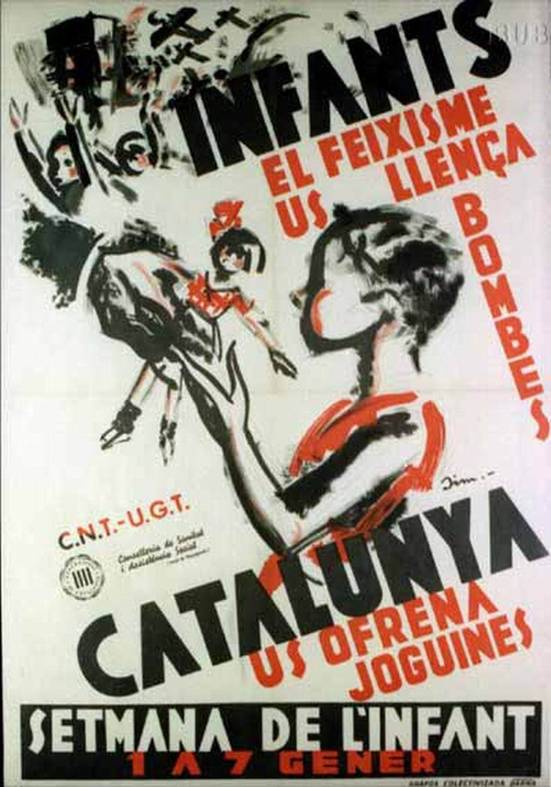 INFANTS
EL FEIXISME
US LLENÇA
BOMBES
Sim.-
C.N.T.-U.G.T.
Conselleria de Sanitat
i Assistència Social
CATALUNYA
US OFRENA
JOGUINES
SETMANA DE L'INFANT
1 A 7 GENER